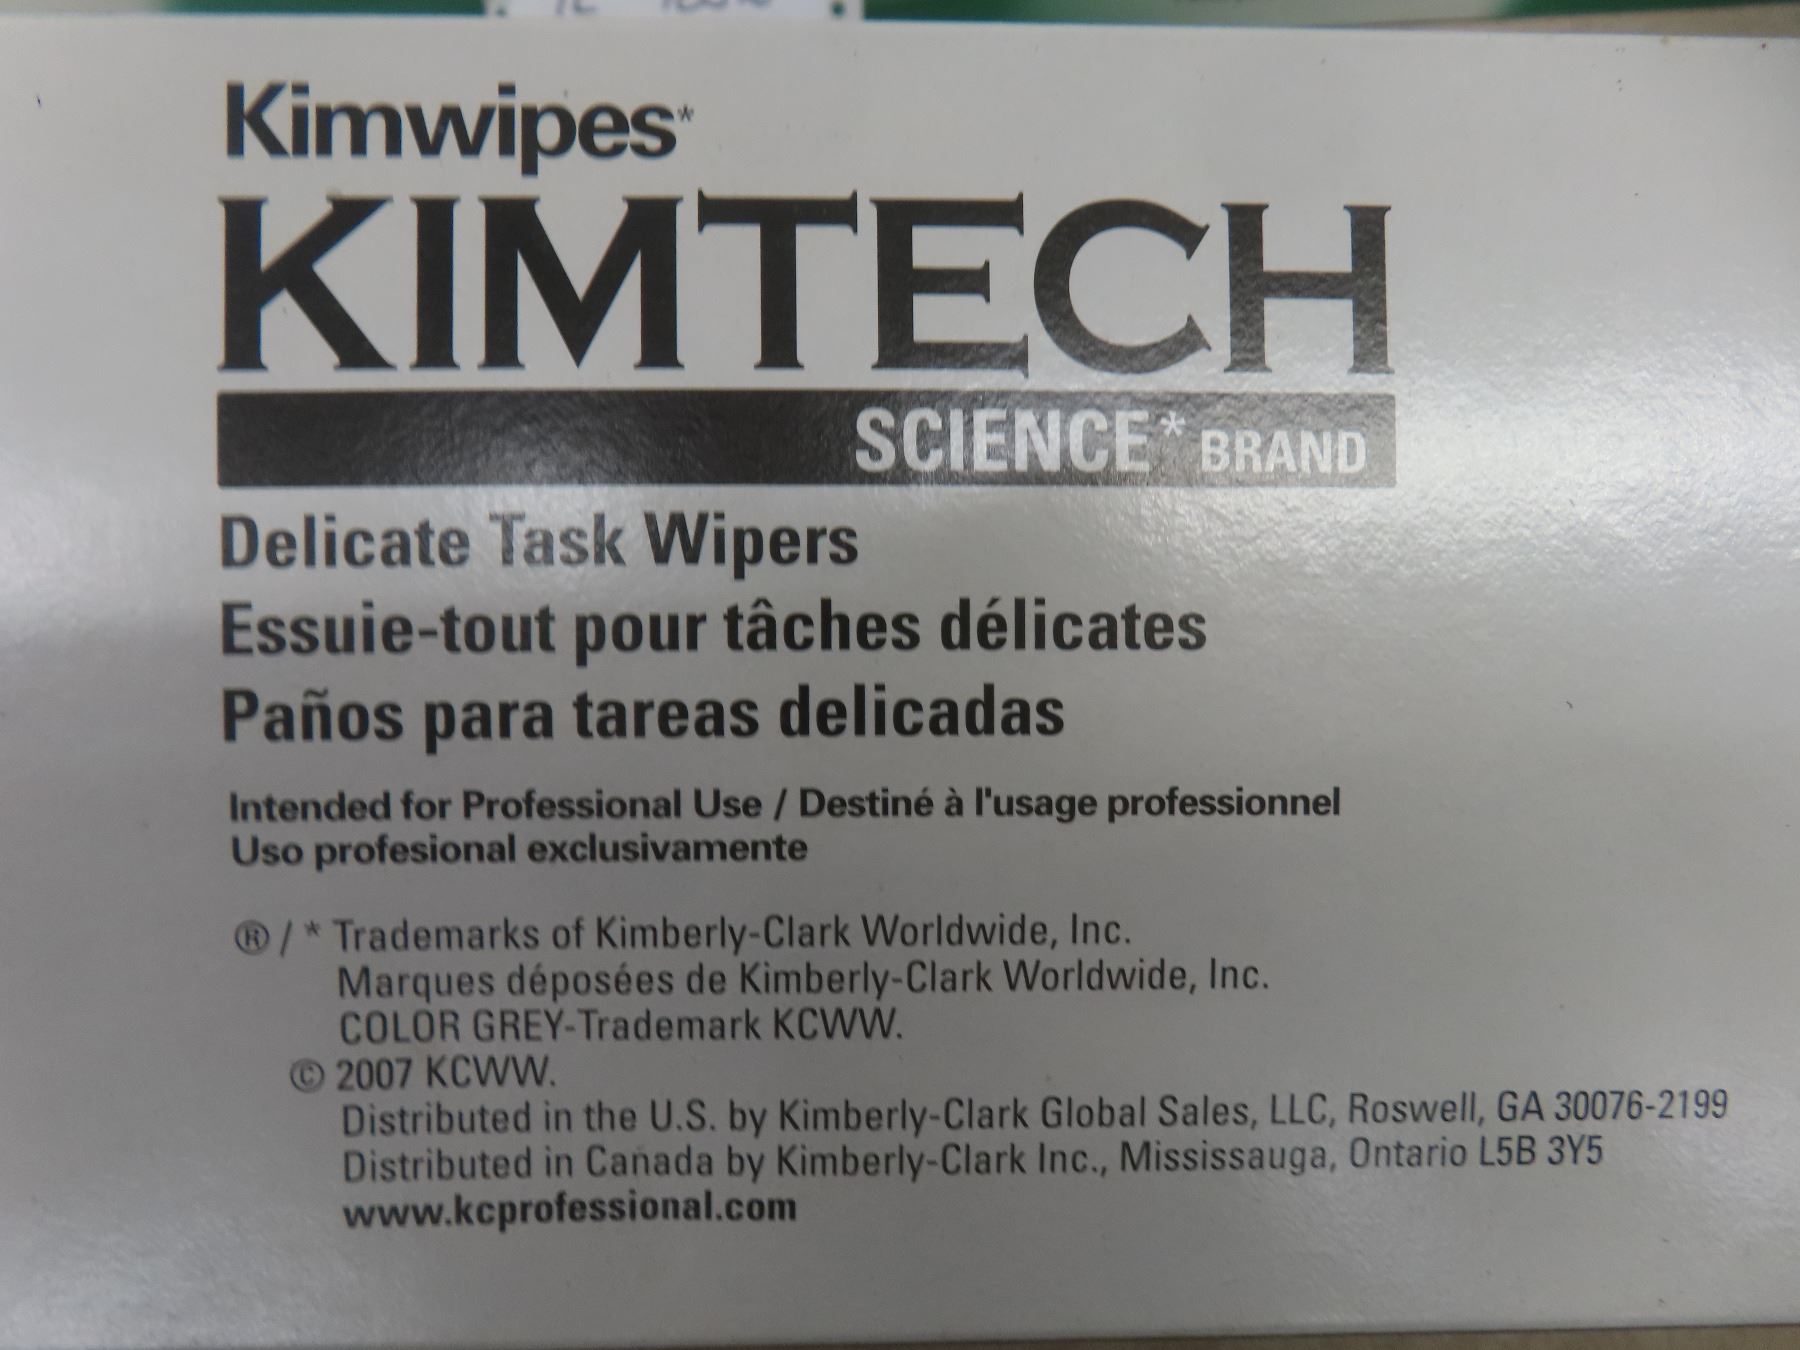 Kimwipes*
KIMTECH
SCIENCE* BRAND
Delicate Task Wipers
Essuie-tout pour tâches délicates
Paños para tareas delicadas
Intended for Professional Use / Destiné à l'usage professionnel
Uso profesional exclusivamente
® / * Trademarks of Kimberly-Clark Worldwide, Inc.
Marques déposées de Kimberly-Clark Worldwide, Inc.
COLOR GREY-Trademark KCWW.
© 2007 KCWW.
Distributed in the U.S. by Kimberly-Clark Global Sales, LLC, Roswell, GA 30076-2199
Distributed in Canada by Kimberly-Clark Inc., Mississauga, Ontario L5B 3Y5
www.kcprofessional.com